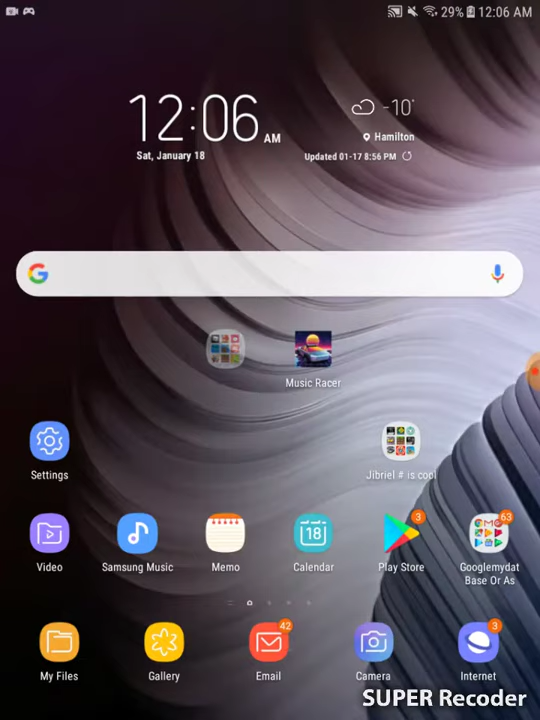 29% 12:06 AM
12:06 AM
-10°
Hamilton
Sat, January 18
Updated 01-17 8:56 PM
Music Racer
Settings
Jibriel # is cool
3
63
18
Video
Samsung Music
Memo
Calendar
Play Store
Googlemydat
Base Or As
42
3
My Files
Gallery
Email
Camera
Internet
SUPER Recoder